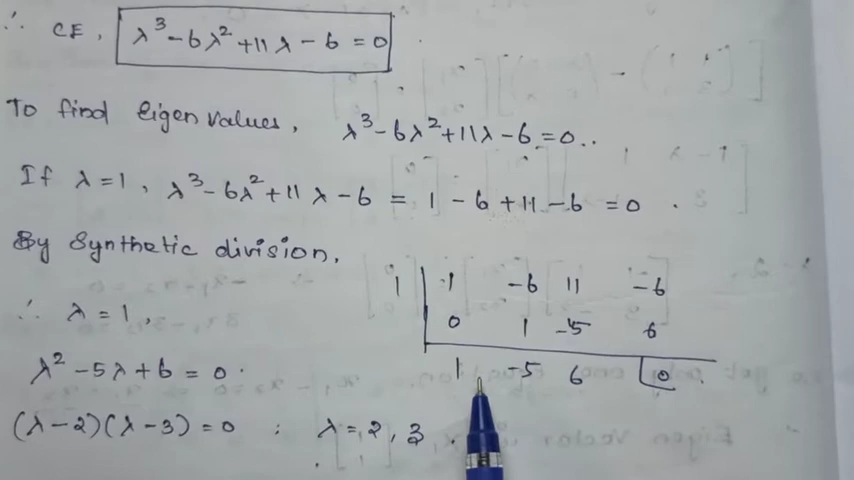 ∴ CE, λ³ - 6λ² + 11λ - 6 = 0
To find Eigen values, λ³ - 6λ² + 11λ - 6 = 0..
If λ = 1, λ³ - 6λ² + 11λ - 6 = 1 - 6 + 11 - 6 = 0.
By Synthetic division,
1 | 1 -6 11 -6
0 1 -5 6
1 -5 6 0
∴ λ = 1,
λ² - 5λ + 6 = 0.
(λ - 2)(λ - 3) = 0 : λ = 2, 3.